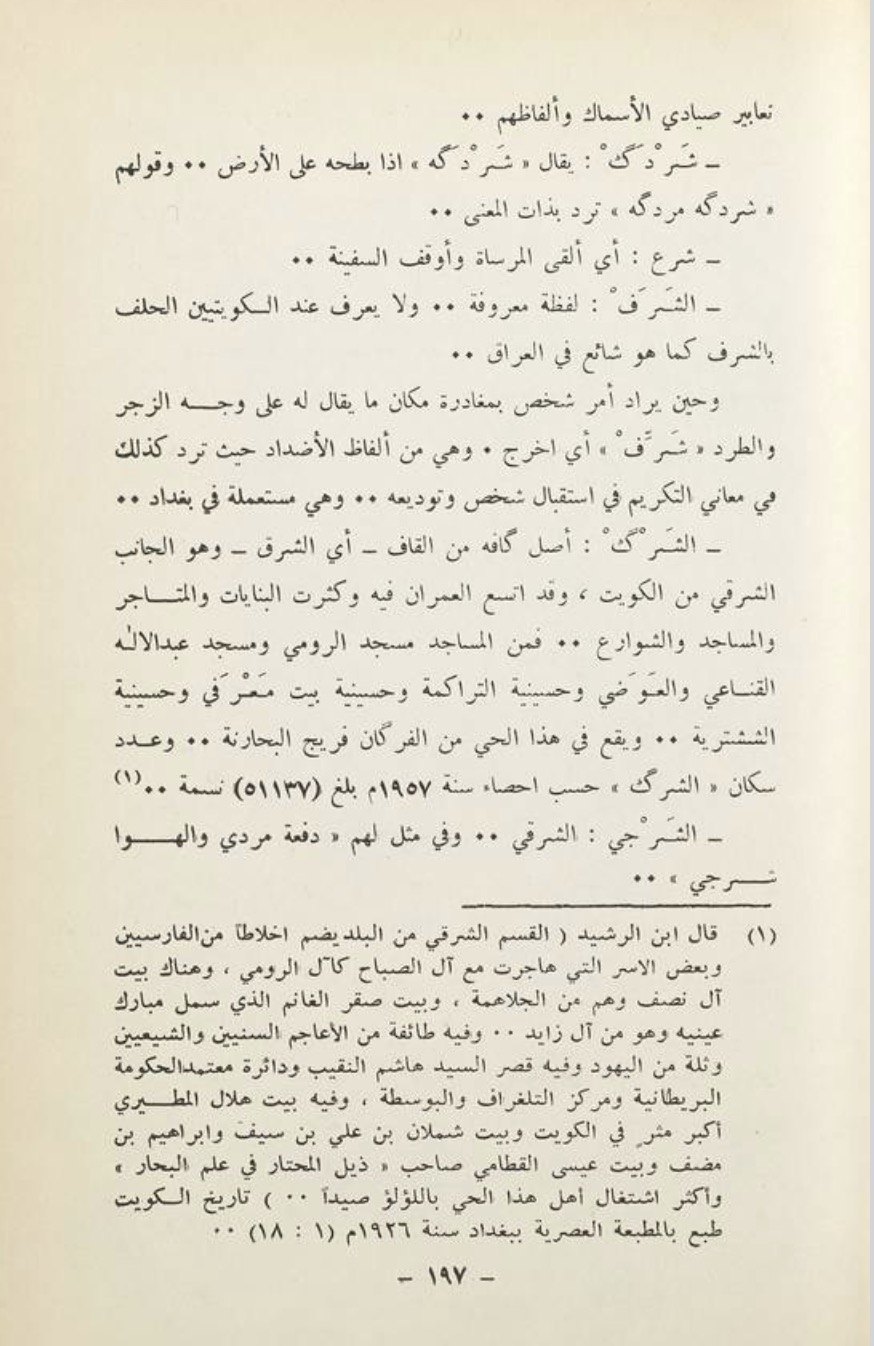 تعابير صيادي الأسماك وألفاظهم ••
ـ شَرْدَكْ : يقال « شَرْدَگه » اذا بطحه على الأرض •• وقولهم
« شردگه مردگه » ترد بذات المعنى ••
ـ شرع : أي ألقى المرساة وأوقف السفينة ••
ـ الشَرَفْ : لفظة معروفة •• ولا يعرف عند الكويتيين الحلف
بالشرف كما هو شائع في العراق ••
وحين يراد أمر شخص بمغادرة مكان ما يقال له على وجه الزجر
والطرد « شَرِّفْ » أي اخرج • وهي من ألفاظ الأضداد حيث ترد كذلك
في معاني التكريم في استقبال شخص وتوديعه •• وهي مستعملة في بغداد ••
ـ الشَرْگ : أصل گافه من القاف ـ أي الشرق ـ وهو الجانب
الشرقي من الكويت ، وقد اتسع العمران فيه وكثرت البنايات والمتاجر
والمساجد والشوارع •• فمن المساجد مسجد الرومي ومسجد عبدالاله
القناعي والعَوَضي وحسينية التراكمة وحسينية بيت مَعْرَفي وحسينية
الششترية •• ويقع في هذا الحي من الفرگان فريج البحارنة •• وعدد
سكان « الشرگ » حسب احصاء سنة ١٩٥٧م بلغ (٥١١٣٧) نسمة ••(١)
ـ الشَرْجي : الشرقي •• وفي مثل لهم « دفعة مردي والهوا
شرجي » ••
(١) قال ابن الرشيد ( القسم الشرقي من البلد يضم اخلاطاً من الفارسيين
وبعض الاسر التي هاجرت مع آل الصباح كآل الرومي ، وهناك بيت
آل نصف وهم من الجلاهمة ، وبيت صقر الغانم الذي سمل مبارك
عينيه وهو من آل زايد •• وفيه طائفة من الأعاجم السنيين والشيعيين
وثلة من اليهود وفيه قصر السيد هاشم النقيب ودائرة معتمد الحكومة
البريطانية ومركز التلغراف والبوسطة ، وفيه بيت هلال المطيري
أكبر مثرٍ في الكويت وبيت شملان بن علي بن سيف وابراهيم بن
مضف وبيت عيسى القطامي صاحب « ذيل المحتار في علم البحار »
وأكثر اشتغال أهل هذا الحي باللؤلؤ صيداً •• ) تاريخ الكويت
طبع بالمطبعة العصرية ببغداد سنة ١٩٢٦م (١ : ١٨) ••
ـ ١٩٧ ـ